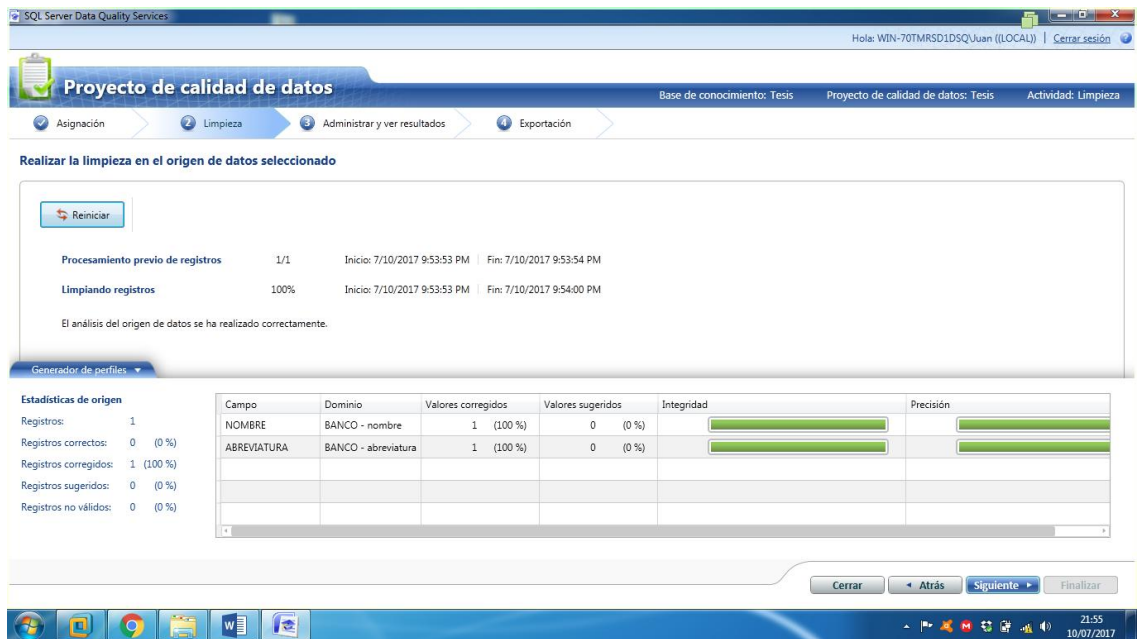 SQL Server Data Quality Services
Hola: WIN-70TMRSD1DSQ\Juan ((LOCAL)) | Cerrar sesión
Proyecto de calidad de datos
Base de conocimiento: Tesis Proyecto de calidad de datos: Tesis Actividad: Limpieza
Asignación 2 Limpieza 3 Administrar y ver resultados 4 Exportación
Realizar la limpieza en el origen de datos seleccionado
Reiniciar
Procesamiento previo de registros 1/1 Inicio: 7/10/2017 9:53:53 PM Fin: 7/10/2017 9:53:54 PM
Limpiando registros 100% Inicio: 7/10/2017 9:53:53 PM Fin: 7/10/2017 9:54:00 PM
El análisis del origen de datos se ha realizado correctamente.
Generador de perfiles
Estadísticas de origen
Registros: 1
Registros correctos: 0 (0 %)
Registros corregidos: 1 (100 %)
Registros sugeridos: 0 (0 %)
Registros no válidos: 0 (0 %)
Campo Dominio Valores corregidos Valores sugeridos Integridad Precisión
NOMBRE BANCO - nombre 1 (100 %) 0 (0 %)
ABREVIATURA BANCO - abreviatura 1 (100 %) 0 (0 %)
Cerrar Atrás Siguiente Finalizar
21:55
10/07/2017